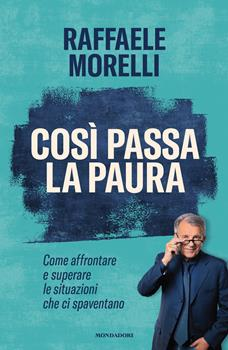 RAFFAELE
MORELLI
COSÌ PASSA
LA PAURA
Come affrontare
e superare
le situazioni
che ci spaventano
MONDADORI